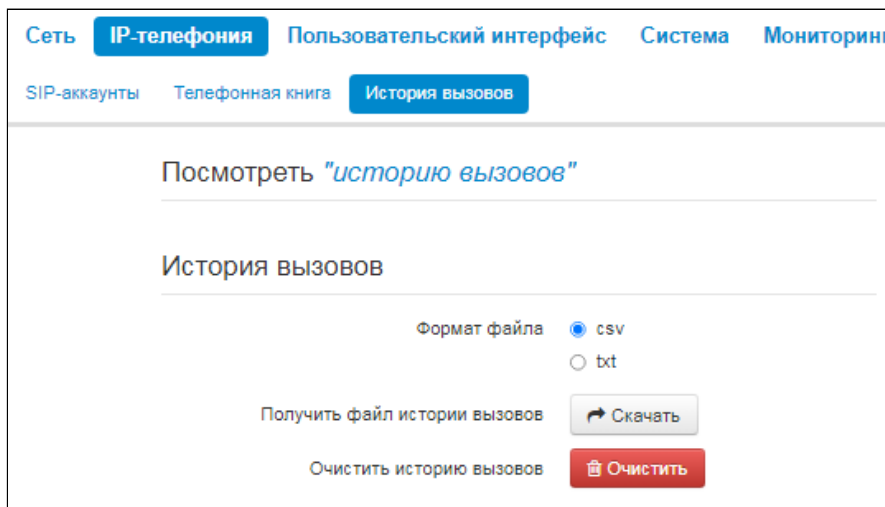 Сеть IP-телефония Пользовательский интерфейс Система
SIP-аккаунты Телефонная книга История вызовов
Посмотреть "историю вызовов"
История вызовов
Формат файла csv
txt
Получить файл истории вызовов Скачать
Очистить историю вызовов Очистить